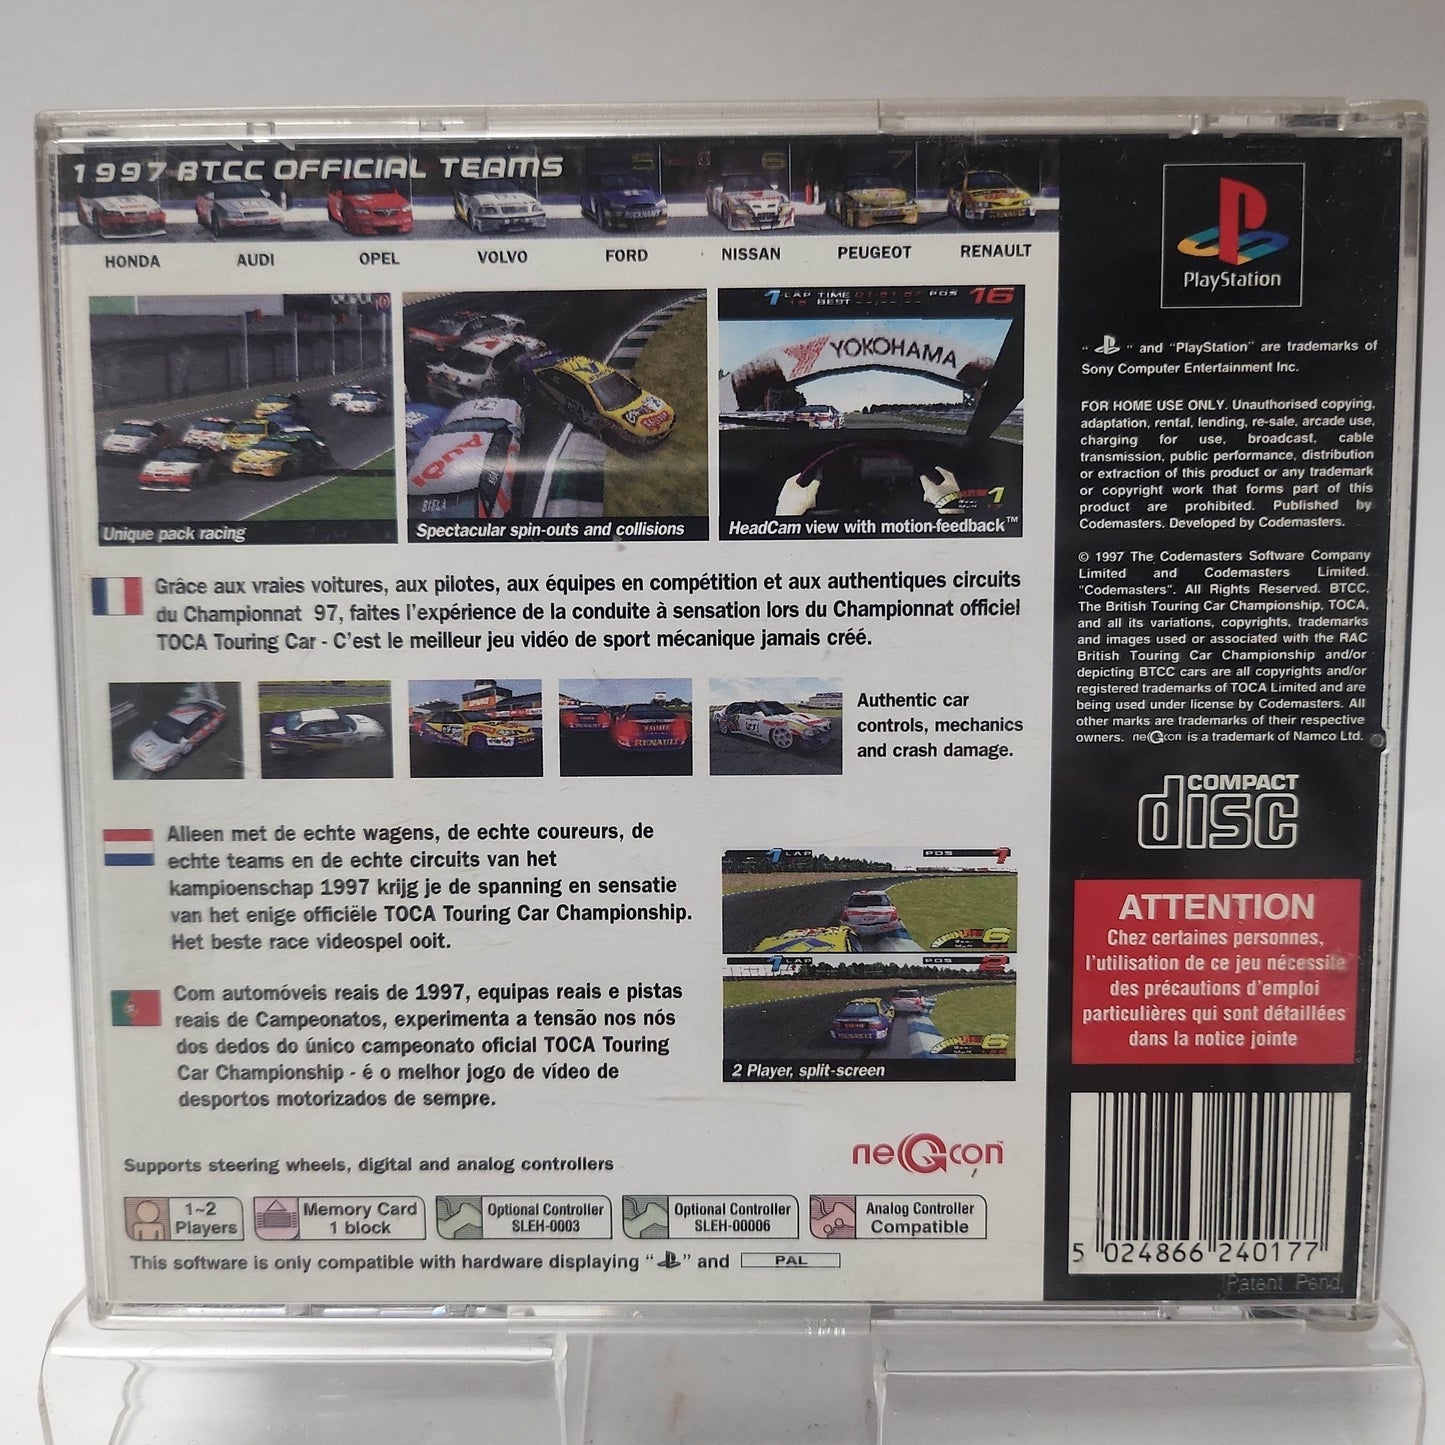 1997 BTCC OFFICIAL TEAMS
HONDA AUDI OPEL VOLVO FORD NISSAN PEUGEOT RENAULT
Unique pack racing
Spectacular spin-outs and collisions
1 LAP TIME POS 16
BEST
YOKOHAMA
HeadCam view with motion-feedback™
Grâce aux vraies voitures, aux pilotes, aux équipes en compétition et aux authentiques circuits
du Championnat 97, faites l'expérience de la conduite à sensation lors du Championnat officiel
TOCA Touring Car - C'est le meilleur jeu vidéo de sport mécanique jamais créé.
Authentic car
controls, mechanics
and crash damage.
Alleen met de echte wagens, de echte coureurs, de
echte teams en de echte circuits van het
kampioenschap 1997 krijg je de spanning en sensatie
van het enige officiële TOCA Touring Car Championship.
Het beste race videospel ooit.
Com automóveis reais de 1997, equipas reais e pistas
reais de Campeonatos, experimenta a tensão nos nós
dos dedos do único campeonato oficial TOCA Touring
Car Championship - é o melhor jogo de vídeo de
desportos motorizados de sempre.
1 LAP POS 1
6
1 LAP POS 2
6
2 Player, split-screen
Supports steering wheels, digital and analog controllers
neGcon™
1~2
Players
Memory Card
1 block
Optional Controller
SLEH-0003
Optional Controller
SLEH-00006
Analog Controller
Compatible
This software is only compatible with hardware displaying " " and PAL
PlayStation
" " and "PlayStation" are trademarks of
Sony Computer Entertainment Inc.
FOR HOME USE ONLY. Unauthorised copying,
adaptation, rental, lending, re-sale, arcade use,
charging for use, broadcast, cable
transmission, public performance, distribution
or extraction of this product or any trademark
or copyright work that forms part of this
product are prohibited. Published by
Codemasters. Developed by Codemasters.
© 1997 The Codemasters Software Company
Limited and Codemasters Limited.
"Codemasters". All Rights Reserved. BTCC,
The British Touring Car Championship, TOCA,
and all its variations, copyrights, trademarks
and images used or associated with the RAC
British Touring Car Championship and/or
depicting BTCC cars are all copyrights and/or
registered trademarks of TOCA Limited and are
being used under license by Codemasters. All
other marks are trademarks of their respective
owners. neGcon is a trademark of Namco Ltd.
COMPACT
disc
ATTENTION
Chez certaines personnes,
l'utilisation de ce jeu nécessite
des précautions d'emploi
particulières qui sont détaillées
dans la notice jointe
5 024866 240177
Patent Pend